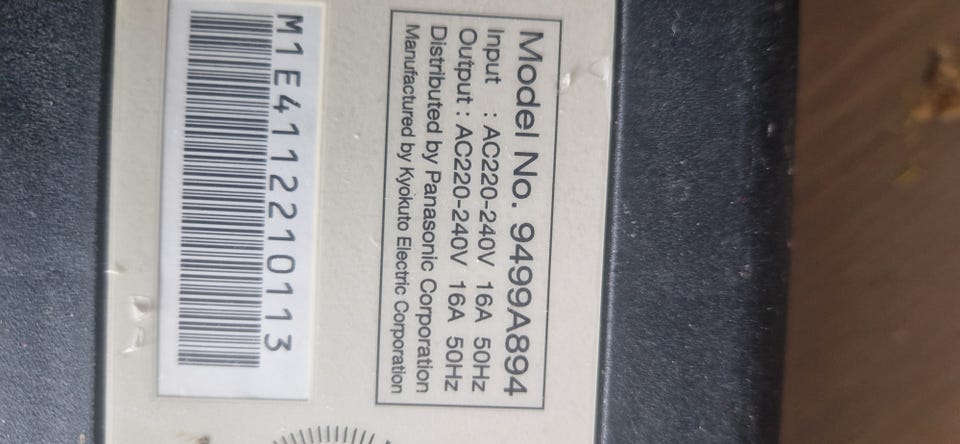 Model No. 9499A894
Input : AC220-240V 16A 50Hz
Output : AC220-240V 16A 50Hz
Distributed by Panasonic Corporation
Manufactured by Kyokuto Electric Corporation
M1E4112210113